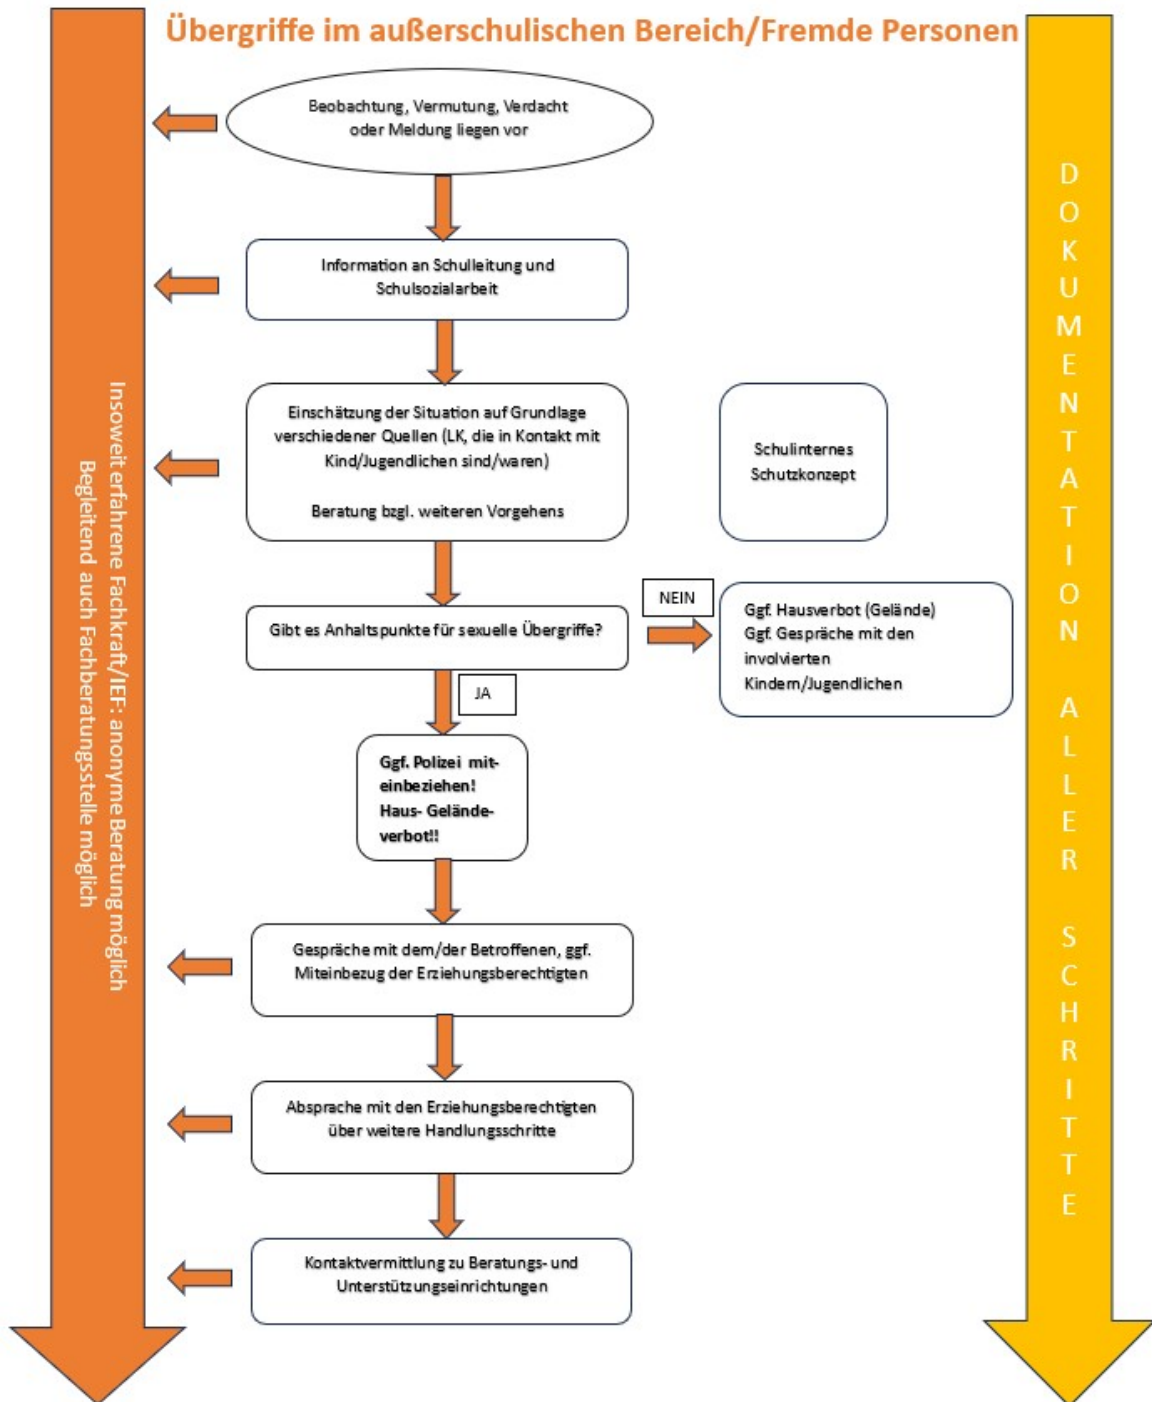 Übergriffe im außerschulischen Bereich/Fremde Personen
Beobachtung, Vermutung, Verdacht
oder Meldung liegen vor
Information an Schulleitung und
Schulsozialarbeit
Einschätzung der Situation auf Grundlage
verschiedener Quellen (LK, die in Kontakt mit
Kind/Jugendlichen sind/waren)
Beratung bzgl. weiteren Vorgehens
Schulinternes
Schutzkonzept
Gibt es Anhaltspunkte für sexuelle Übergriffe?
NEIN
Ggf. Hausverbot (Gelände)
Ggf. Gespräche mit den
involvierten
Kindern/Jugendlichen
JA
Ggf. Polizei mit-
einbeziehen!
Haus- Gelände-
verbot!!
Gespräche mit dem/der Betroffenen, ggf.
Miteinbezug der Erziehungsberechtigten
Absprache mit den Erziehungsberechtigten
über weitere Handlungsschritte
Kontaktvermittlung zu Beratungs- und
Unterstützungseinrichtungen
Insoweit erfahrene Fachkraft/IEF: anonyme Beratung möglich
Begleitend auch Fachberatungsstelle möglich
DOKUMENTATION ALLER SCHRITTE